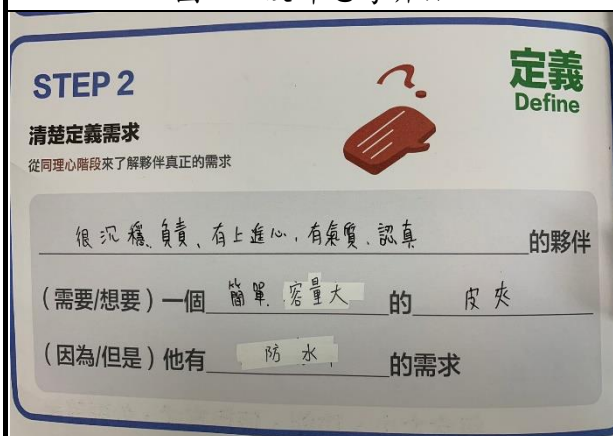 STEP 2
定義
Define
清楚定義需求
從同理心階段來了解夥伴真正的需求
很沉穩、負責、有上進心,有氣質、認真的夥伴
(需要/想要)一個 簡單、容量大 的 皮夾
(因為/但是)他有 防水 的需求